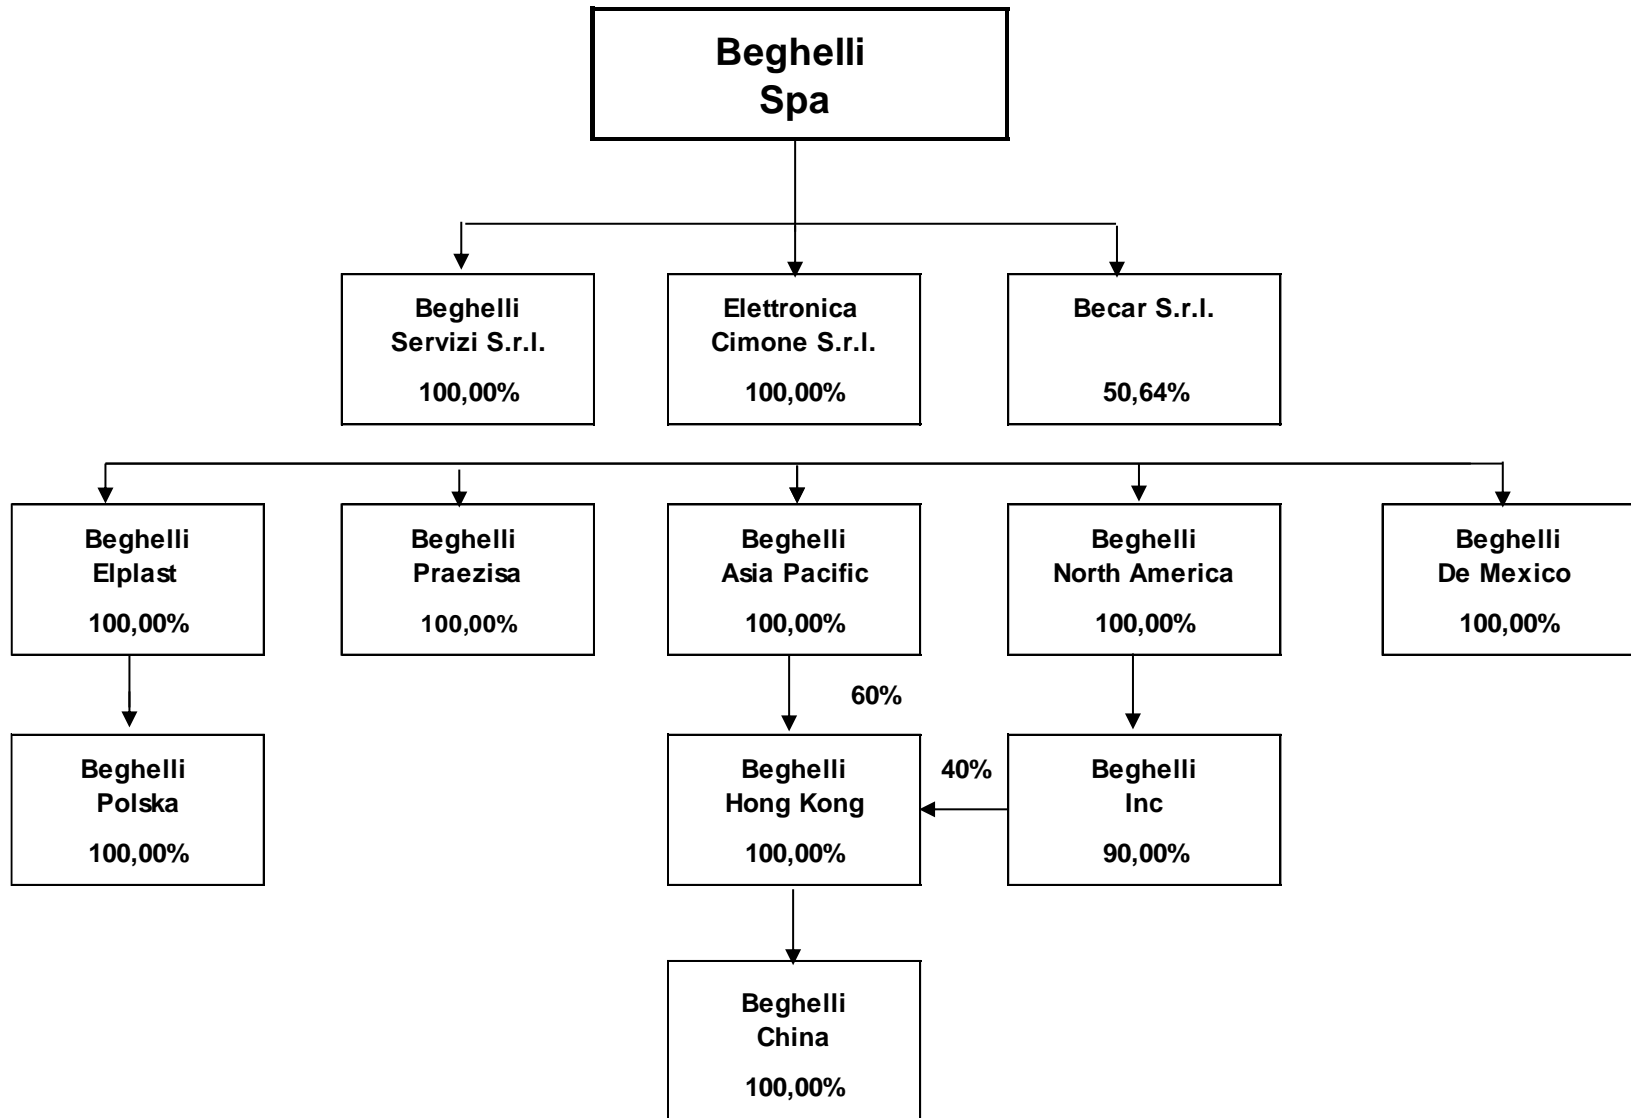 Beghelli
Spa
Beghelli
Servizi S.r.l.
100,00%
Elettronica
Cimone S.r.l.
100,00%
Becar S.r.l.
50,64%
Beghelli
Elplast
100,00%
Beghelli
Praezisa
100,00%
Beghelli
Asia Pacific
100,00%
Beghelli
North America
100,00%
Beghelli
De Mexico
100,00%
60%
Beghelli
Polska
100,00%
Beghelli
Hong Kong
100,00%
40%
Beghelli
Inc
90,00%
Beghelli
China
100,00%